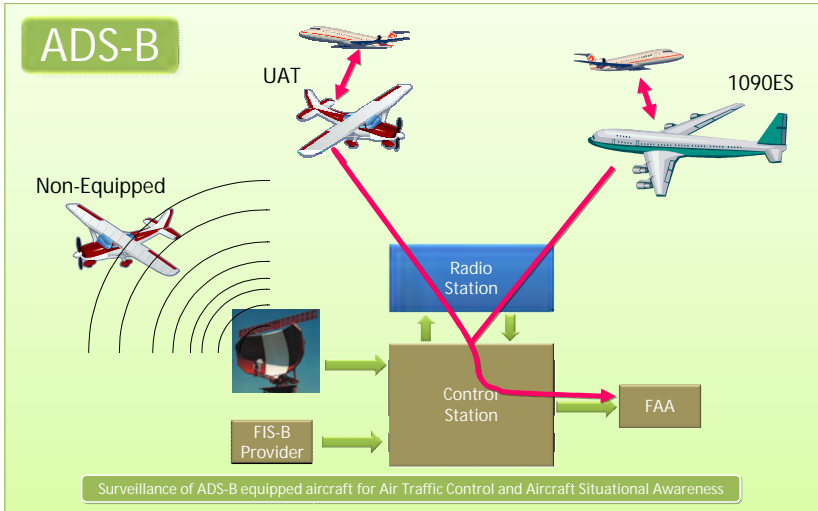 ADS-B
UAT
1090ES
Non-Equipped
Radio
Station
Control
Station
FAA
FIS-B
Provider
Surveillance of ADS-B equipped aircraft for Air Traffic Control and Aircraft Situational Awareness